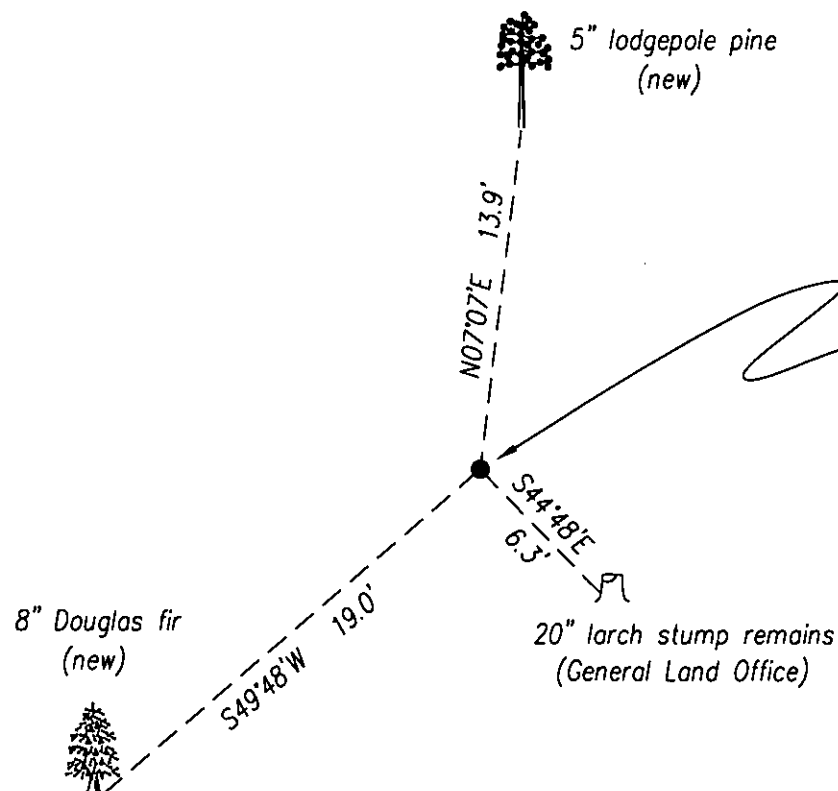 5" lodgepole pine
(new)
N07°07'E 13.9'
S44°48'E
6.3'
20" larch stump remains
(General Land Office)
8" Douglas fir
(new)
S49°48'W 19.0'